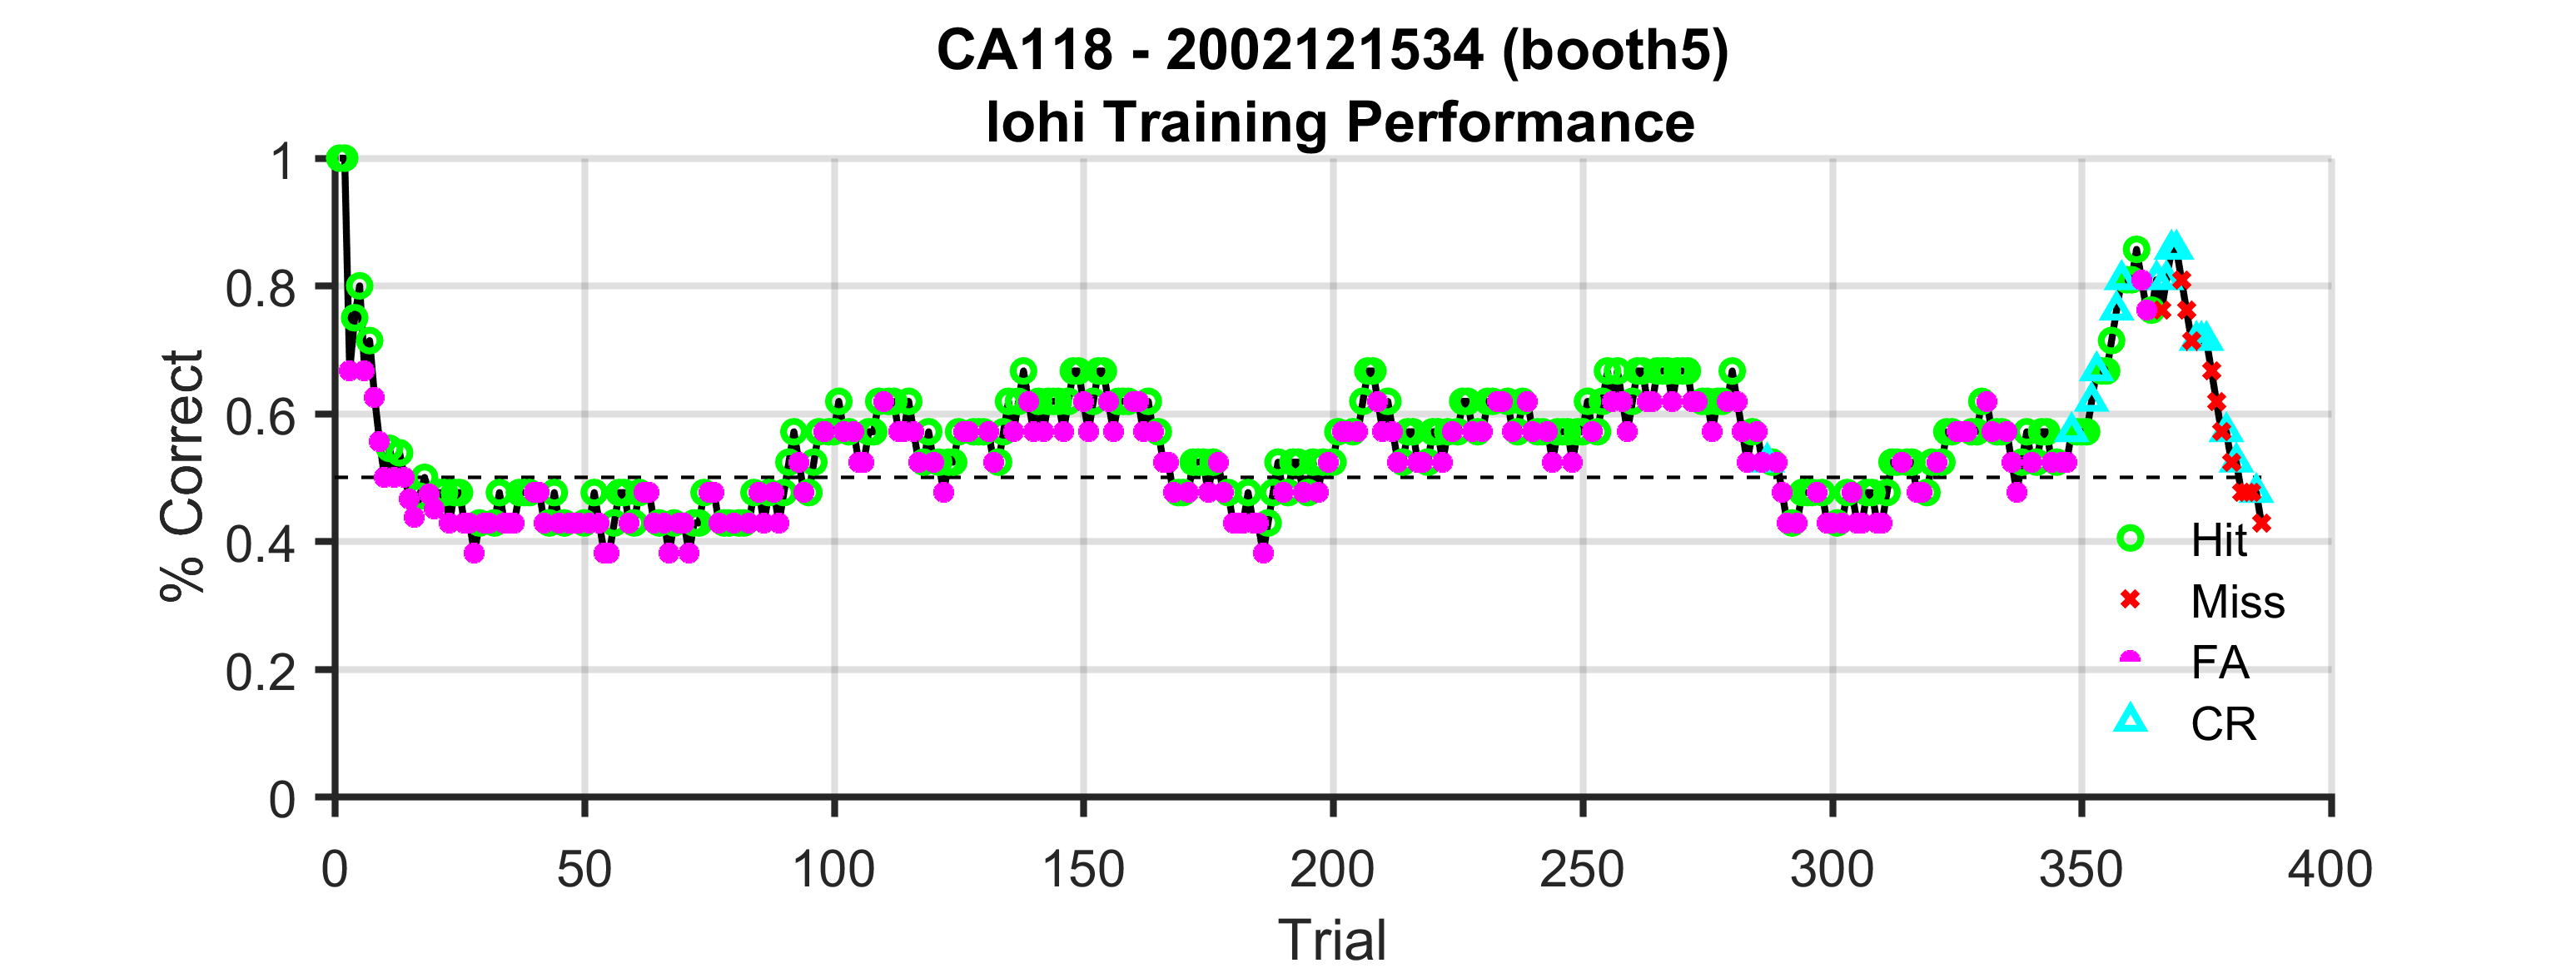 CA118 - 2002121534 (booth5)
lohi Training Performance
% Correct
1
0.8
0.6
0.4
0.2
0
Hit
Miss
FA
CR
0 50 100 150 200 250 300 350 400
Trial